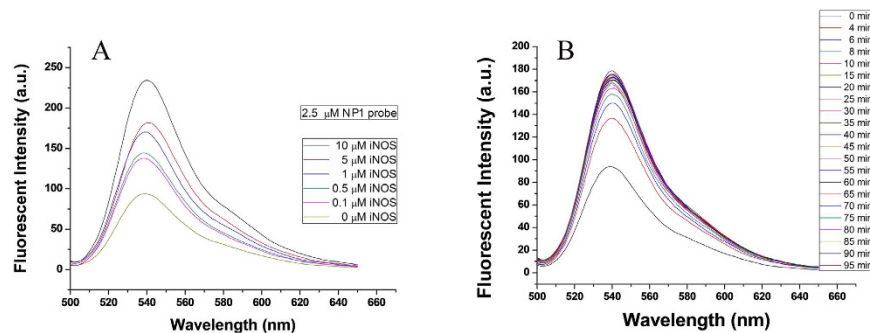 A
Fluorescent Intensity (a.u.)
250
200
150
100
50
0
500 520 540 560 580 600 620 640 660
Wavelength (nm)
2.5 μM NP1 probe
10 μM iNOS
5 μM iNOS
1 μM iNOS
0.5 μM iNOS
0.1 μM iNOS
0 μM iNOS
B
Fluorescent Intensity (a.u.)
200
180
160
140
120
100
80
60
40
20
0
500 520 540 560 580 600 620 640 660
Wavelength (nm)
0 min
4 min
6 min
8 min
10 min
15 min
20 min
25 min
30 min
35 min
40 min
45 min
50 min
55 min
60 min
65 min
70 min
75 min
80 min
85 min
90 min
95 min